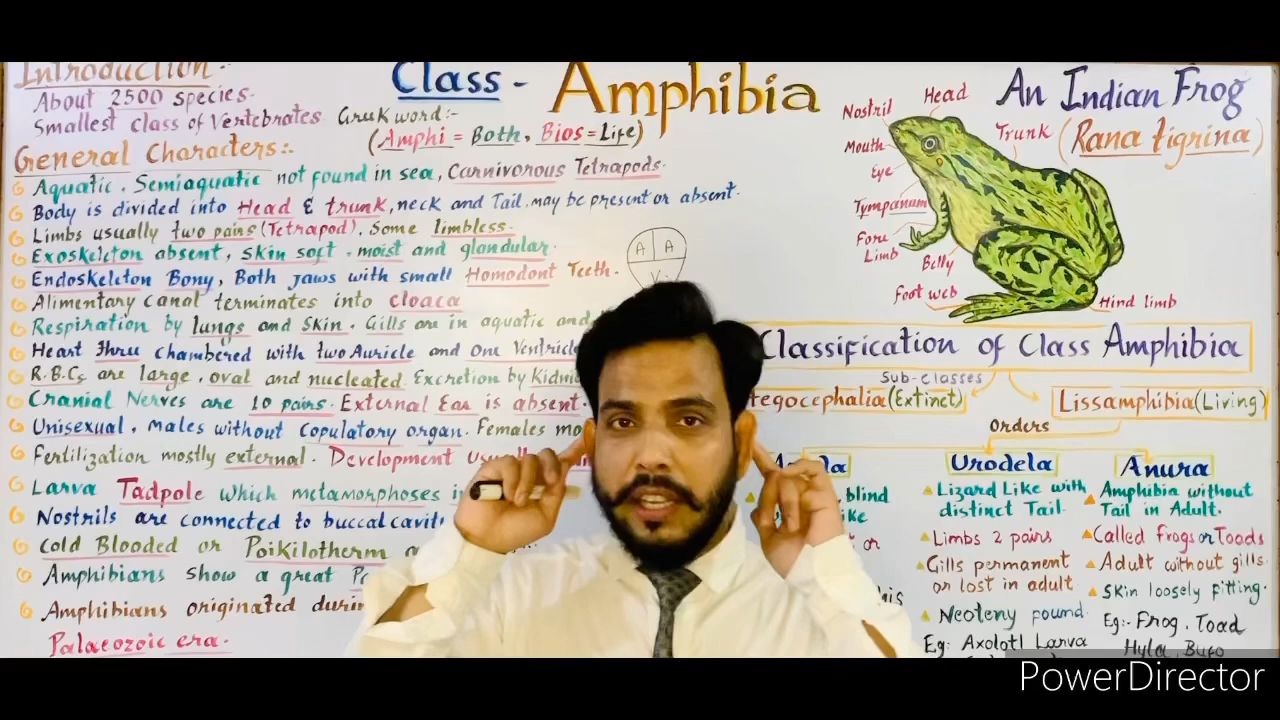 Introduction:-
About 2500 species.
Smallest class of Vertebrates
Class - Amphibia
Gruk word:-
(Amphi = Both, Bios = Life)
General Characters:-
Aquatic, Semiaquatic not found in sea, Carnivorous Tetrapods.
Body is divided into Head & trunk, neck and Tail may be present or absent.
Limbs usually two pairs (Tetrapod). Some limbless.
Exoskeleton absent, skin soft, moist and glandular.
Endoskeleton Bony, Both jaws with small Homodont Teeth.
Alimentary canal terminates into cloaca
Respiration by lungs and skin. Gills are in aquatic and
Heart thru chambered with two Auricle and One Ventricle
R.B.Cs are large, oval and nucleated. Excretion by
Cranial Nerves are 10 pairs. External Ear is absent.
Unisexual, males without copulatory organ. Females
Fertilization mostly external. Development
Larva Tadpole which metamorphoses
Nostrils are connected to buccal
Cold Blooded or Poikilotherm
Amphibians show a great
Amphibians originated
Palaeozoic era.
A A
V
An Indian Frog
(Rana tigrina)
Nostril
Head
Trunk
Mouth
Eye
Tympanum
Fore Limb
Belly
Foot web
Hind limb
Classification of Class Amphibia
Sub-classes
(Extinct)
Lissamphibia (Living)
Orders
blind
or
Urodela
Lizard Like with
distinct Tail.
Limbs 2 pairs
Gills permanent
or lost in adult.
Neoteny pound.
Eg:- Axolotl Larva
Anura
Amphibia without
Tail in Adult.
Called frogs or Toads
Adult without gills.
Skin loosely fitting.
Eg:- Frog, Toad
Hyla, Bufo
PowerDirector